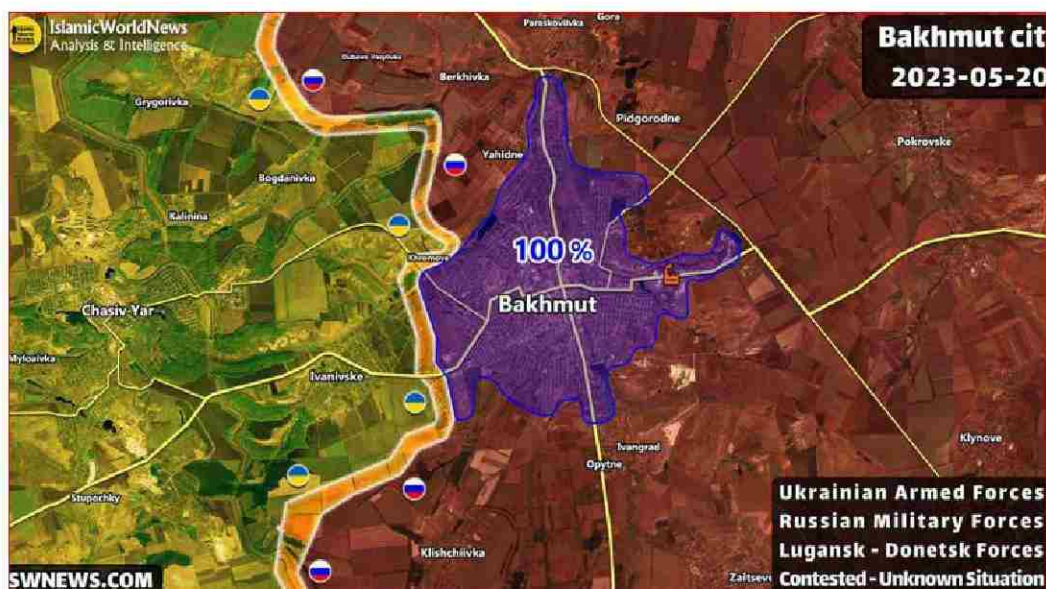 IslamicWorldNews
Analysis & Intelligence
Bakhmut cit
2023-05-20
Paraskoviivka
Gora
Berkhivka
Grygorivka
Pidgorodne
Pokrovske
Yahidne
Bogdanivka
Kalinina
Khromove
100 %
Bakhmut
Chasiv-Yar
Ivanivske
Ivangrad
Klynove
Opytne
Stupochky
Klishchiivka
Zaitsev
Ukrainian Armed Forces
Russian Military Forces
Lugansk - Donetsk Forces
Contested - Unknown Situation
SWNEWS.COM